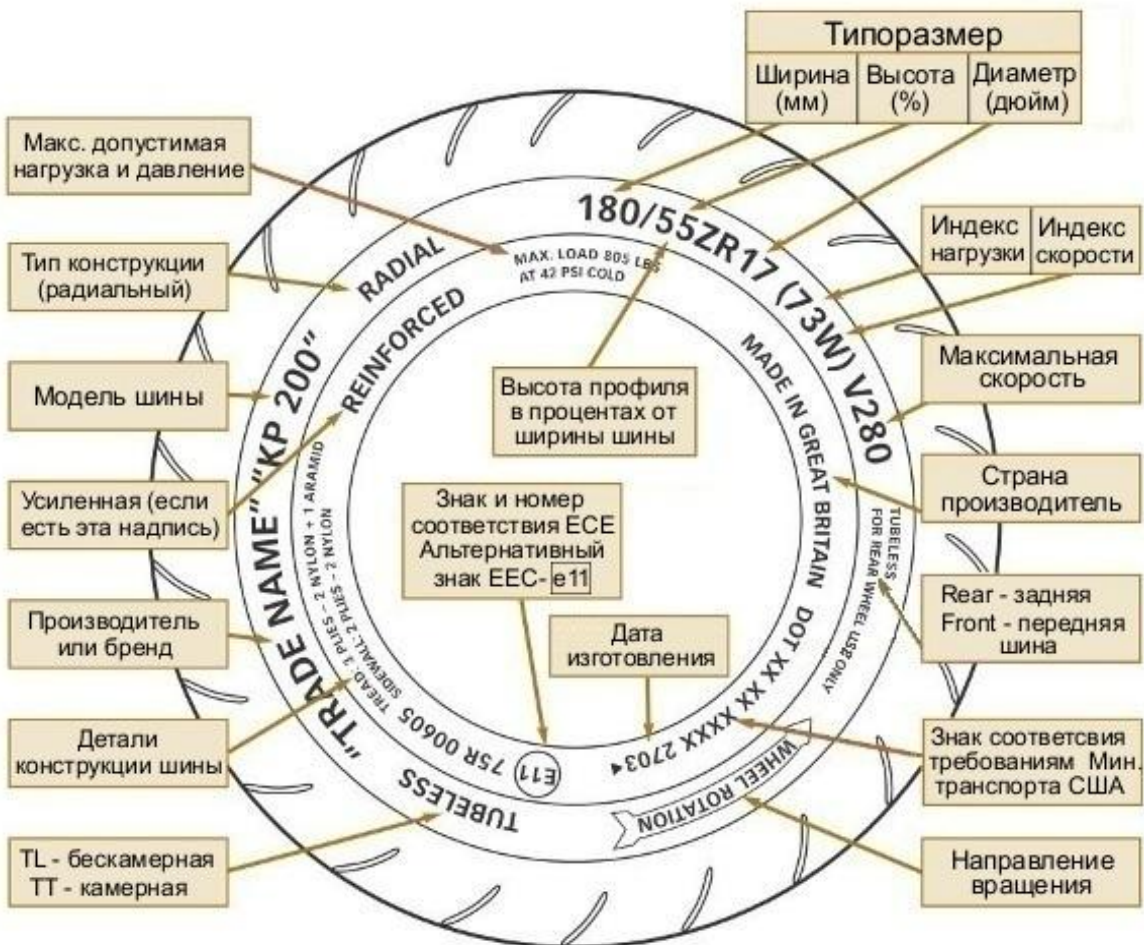 Типоразмер
Ширина (мм)
Высота (%)
Диаметр (дюйм)
Макс. допустимая
нагрузка и давление
Тип конструкции
(радиальный)
Модель шины
Усиленная (если
есть эта надпись)
Производитель
или бренд
Детали
конструкции шины
TL - бескамерная
TT - камерная
Индекс нагрузки
Индекс скорости
Максимальная
скорость
Страна
производитель
Rear - задняя
Front - передняя
шина
Знак соответсвия
требованиям Мин.
транспорта США
Направление
вращения
Высота профиля
в процентах от
ширины шины
Знак и номер
соответствия ECE
Альтернативный
знак EEC- e11
Дата
изготовления
"TRADE NAME" "KP 200" RADIAL
180/55ZR17 (73W) V280
MAX. LOAD 805 LBS
AT 42 PSI COLD
REINFORCED
MADE IN GREAT BRITAIN DOT XX XX XXXX 2703◄
TUBELESS
FOR REAR WHEEL USE ONLY
WHEEL ROTATION
TUBELESS
E11 75R 00605
TREAD: 3 PLIES - 2 NYLON + 1 ARAMID
SIDEWALL: 2 PLIES - 2 NYLON